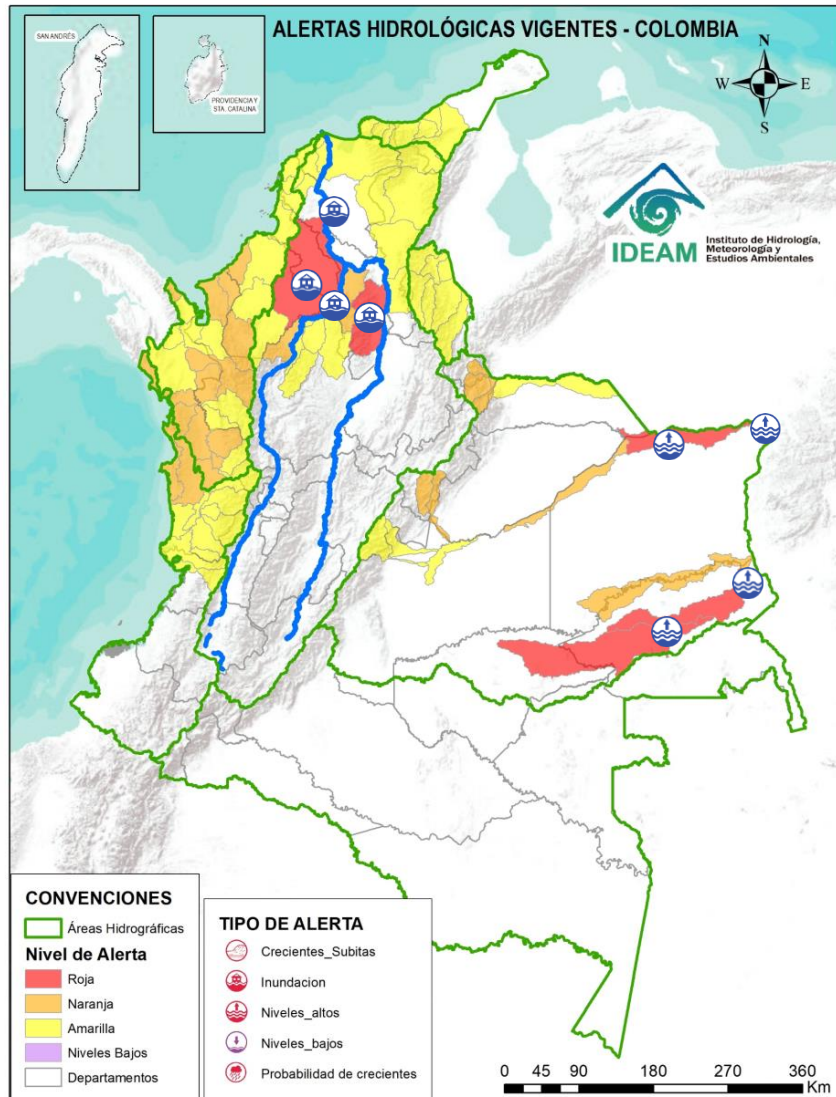 ALERTAS HIDROLÓGICAS VIGENTES - COLOMBIA
SAN ANDRÉS
PROVIDENCIA Y
STA. CATALINA
N
W
E
S
IDEAM
Instituto de Hidrología,
Meteorología y
Estudios Ambientales
CONVENCIONES
Áreas Hidrográficas
Nivel de Alerta
Roja
Naranja
Amarilla
Niveles Bajos
Departamentos
TIPO DE ALERTA
Crecientes_Subitas
Inundacion
Niveles_altos
Niveles_bajos
Probabilidad de crecientes
0 45 90 180 270 360
Km